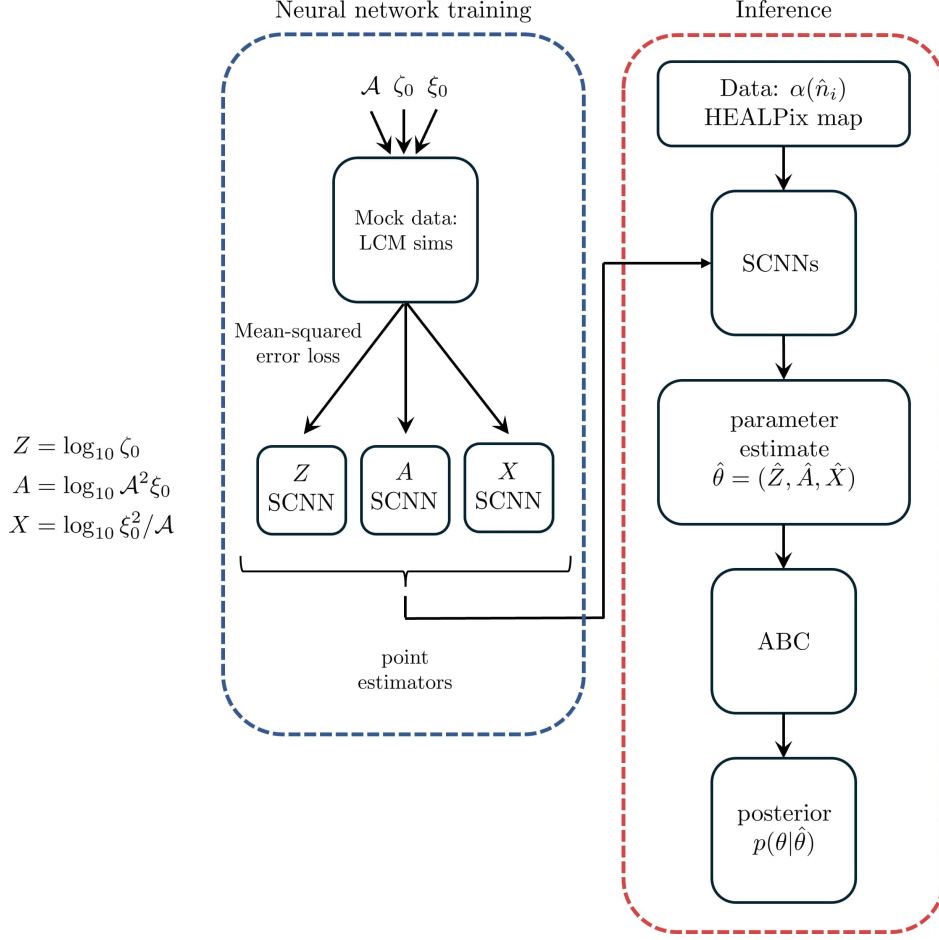 Neural network training
𝒜 ζ₀ ξ₀
Mock data:
LCM sims
Mean-squared
error loss
Z
SCNN
A
SCNN
X
SCNN
point
estimators
Z = log₁₀ ζ₀
A = log₁₀ 𝒜²ξ₀
X = log₁₀ ξ₀²/𝒜
Inference
Data: α(n̂ᵢ)
HEALPix map
SCNNs
parameter
estimate
θ̂ = (Ẑ, Â, X̂)
ABC
posterior
p(θ|θ̂)